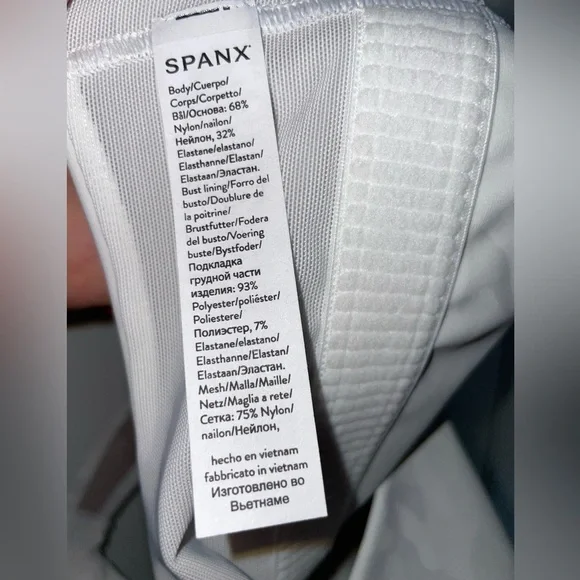 SPANX
Body/Cuerpo/
Corps/Corpetto/
Bāl/Основа: 68%
Nylon/nailon/
Нейлон, 32%
Elastane/elastano/
Elasthanne/Elastan/
Elastaan/Эластан.
Bust lining/Forro del
busto/Doublure de
la poitrine/
Brustfutter/Fodera
del busto/Voering
buste/Bystfoder/
Подкладка
грудной части
изделия: 93%
Polyester/poliéster/
Poliestere/
Полиэстер, 7%
Elastane/elastano/
Elasthanne/Elastan/
Elastaan/Эластан.
Mesh/Malla/Maille/
Netz/Maglia a rete/
Сетка: 75% Nylon/
nailon/Нейлон,
hecho en vietnam
fabbricato in vietnam
Изготовлено во
Вьетнаме